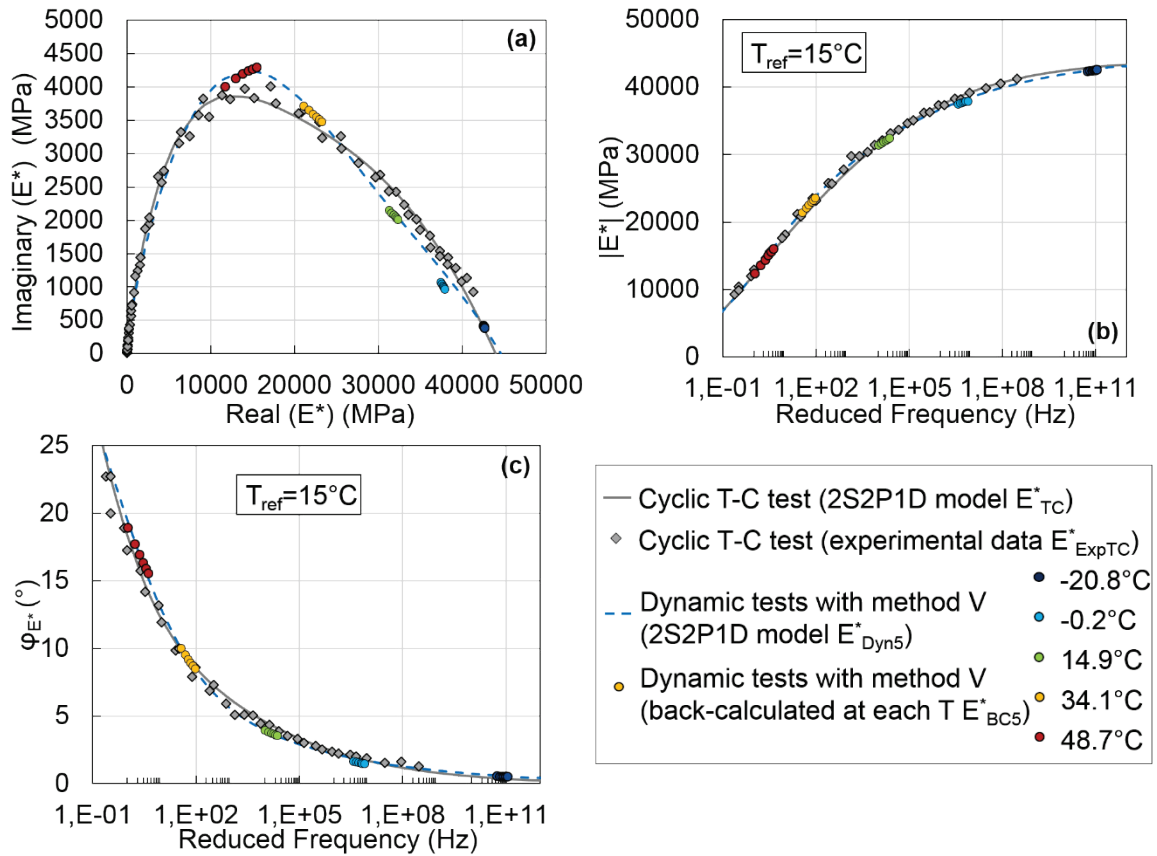 (a)
Imaginary (E*) (MPa)
5000
4500
4000
3500
3000
2500
2000
1500
1000
500
0
0 10000 20000 30000 40000 50000
Real (E*) (MPa)
Tref=15°C
(b)
|E*| (MPa)
50000
40000
30000
20000
10000
0
1,E-01 1,E+02 1,E+05 1,E+08 1,E+11
Reduced Frequency (Hz)
(c)
Tref=15°C
φE* (°)
25
20
15
10
5
0
1,E-01 1,E+02 1,E+05 1,E+08 1,E+11
Reduced Frequency (Hz)
Cyclic T-C test (2S2P1D model E*TC)
Cyclic T-C test (experimental data E*ExpTC)
Dynamic tests with method V
(2S2P1D model E*Dyn5)
Dynamic tests with method V
(back-calculated at each T E*BC5)
-20.8°C
-0.2°C
14.9°C
34.1°C
48.7°C